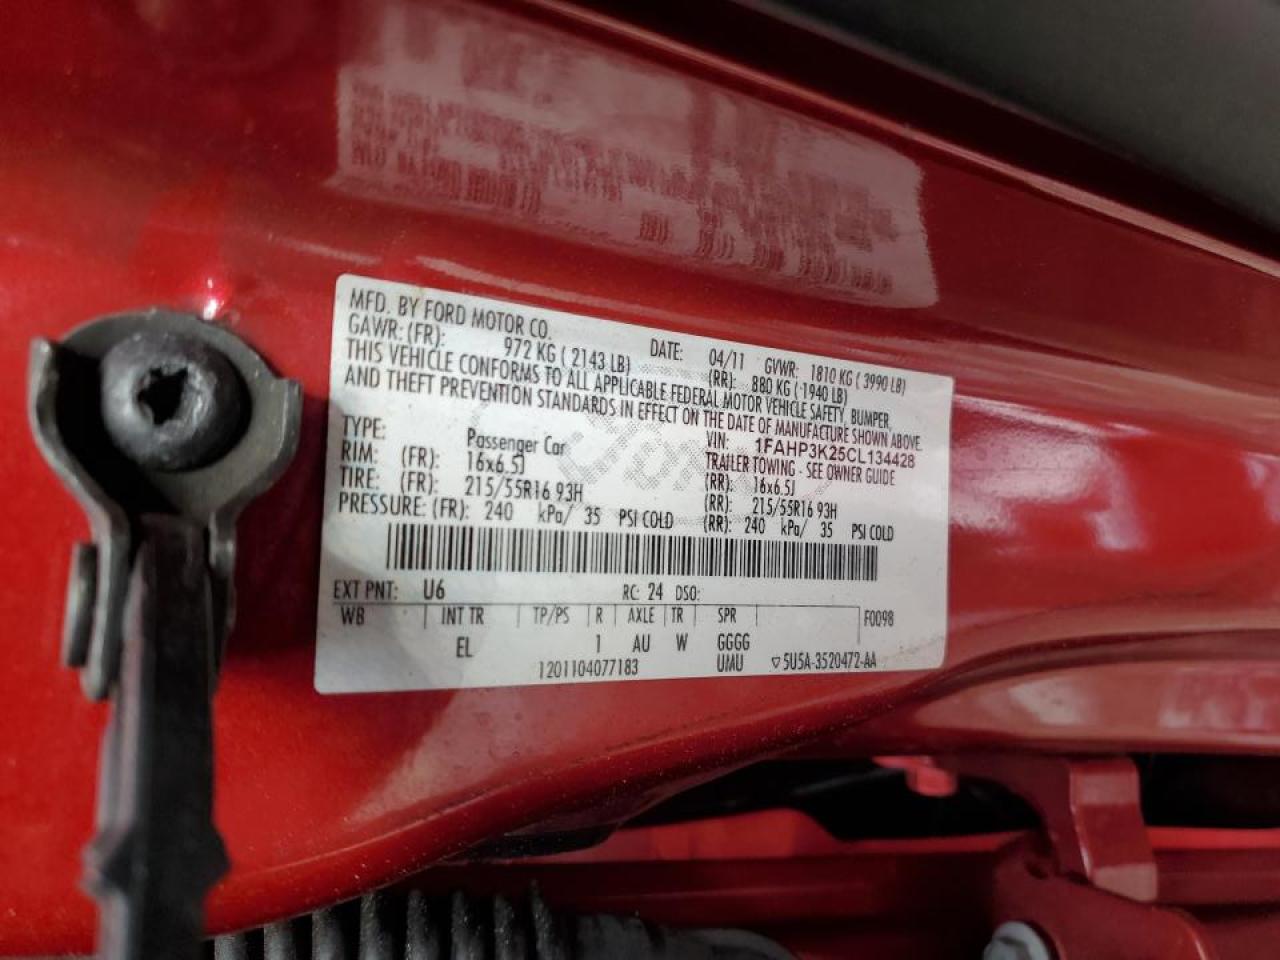 MFD. BY FORD MOTOR CO. DATE: 04/11 GVWR: 1810 KG ( 3990 LB)
GAWR: (FR): 972 KG ( 2143 LB) (RR): 880 KG ( 1940 LB)
THIS VEHICLE CONFORMS TO ALL APPLICABLE FEDERAL MOTOR VEHICLE SAFETY, BUMPER,
AND THEFT PREVENTION STANDARDS IN EFFECT ON THE DATE OF MANUFACTURE SHOWN ABOVE.
VIN: 1FAHP3K25CL134428
TYPE: Passenger Car TRAILER TOWING - SEE OWNER GUIDE
RIM: (FR): 16x6.5J (RR): 16x6.5J
TIRE: (FR): 215/55R16 93H (RR): 215/55R16 93H
PRESSURE: (FR): 240 kPa/ 35 PSI COLD (RR): 240 kPa/ 35 PSI COLD
EXT PNT: U6 RC: 24 DSO:
WB INT TR TP/PS R AXLE TR SPR F0098
EL 1 AU W GGGG
1201104077183 UMU ▽5U5A-3520472-AA